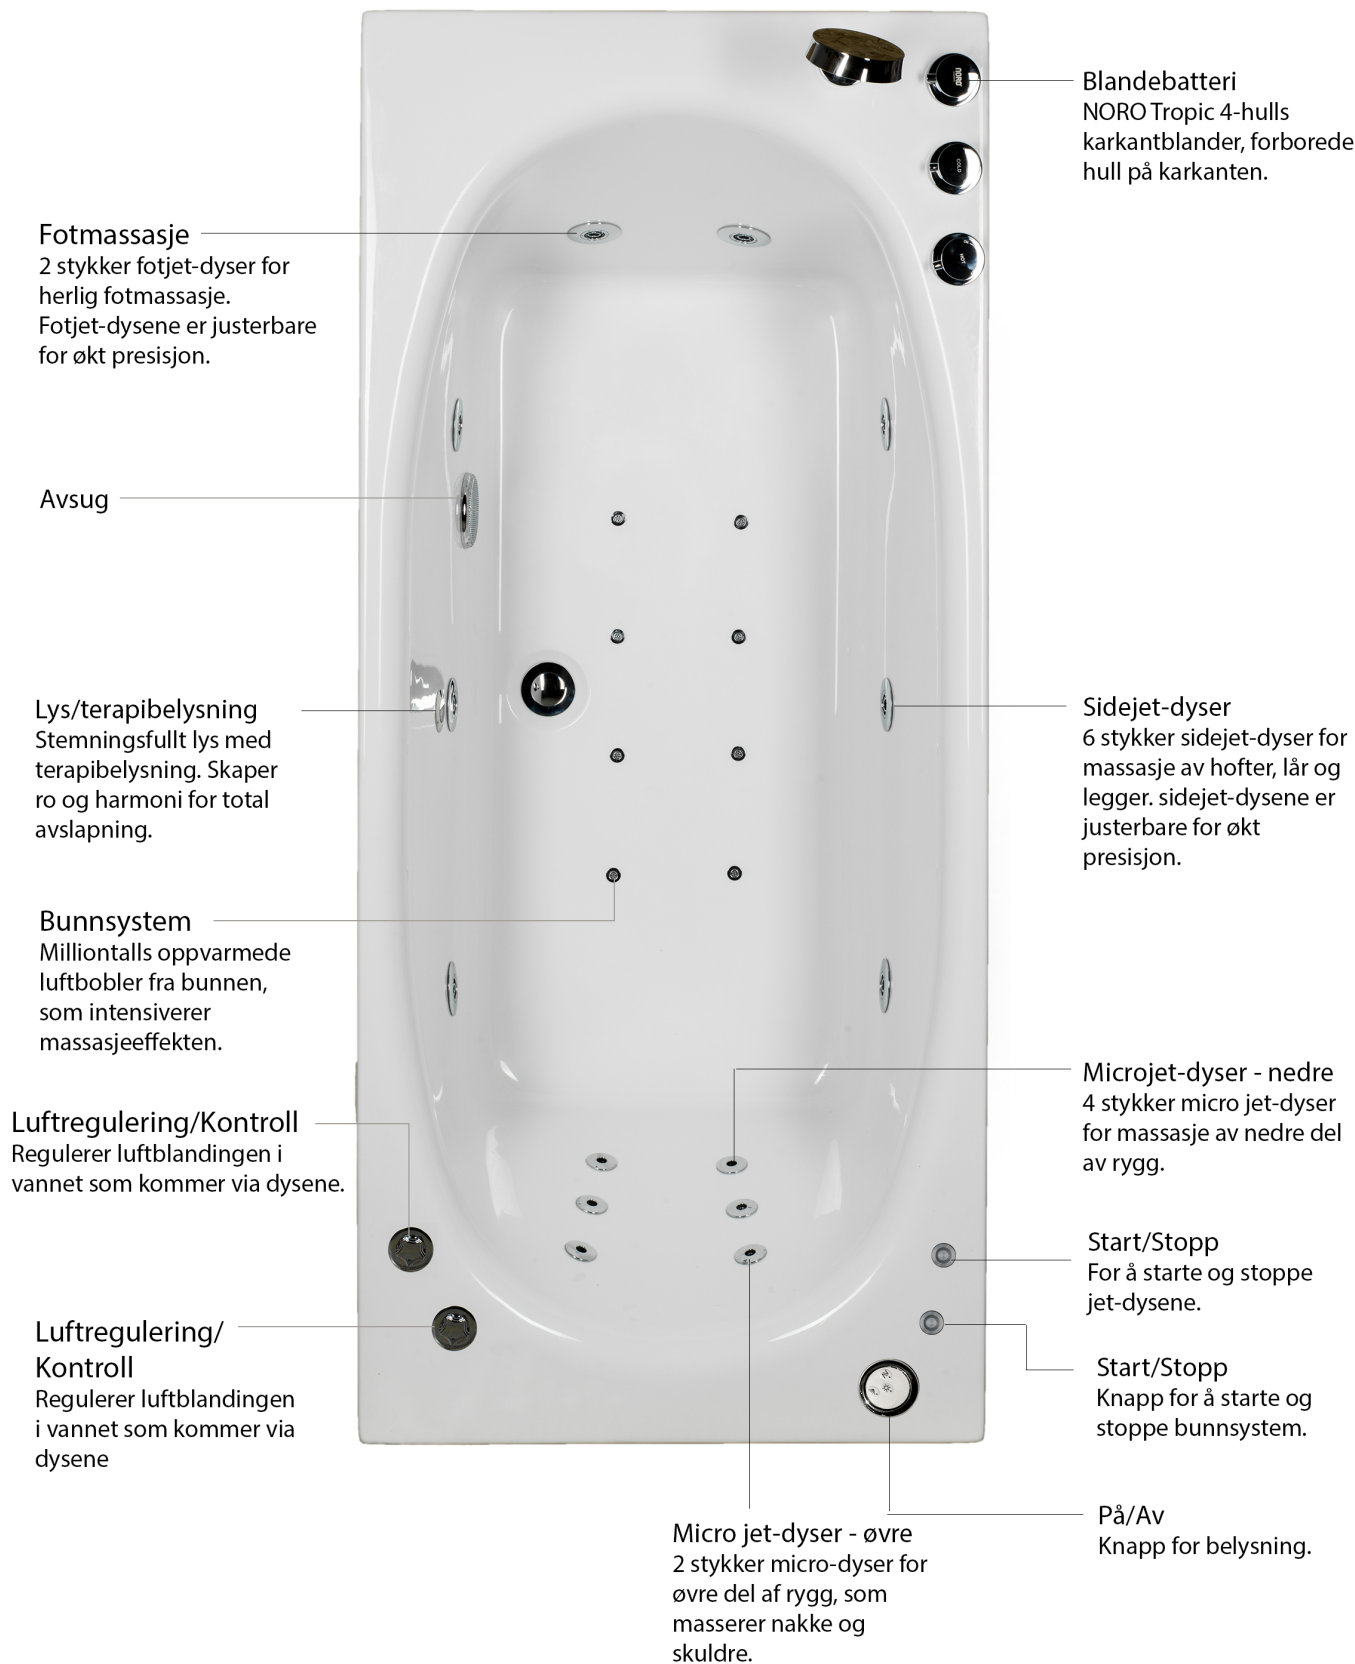 Blandebatteri
NORO Tropic 4-hulls
karkantblander, forborede
hull på karkanten.
NORO
COLD
HOT
Fotmassasje
2 stykker fotjet-dyser for
herlig fotmassasje.
Fotjet-dysene er justerbare
for økt presisjon.
Avsug
Lys/terapibelysning
Stemningsfullt lys med
terapibelysning. Skaper
ro og harmoni for total
avslapning.
Sidejet-dyser
6 stykker sidejet-dyser for
massasje av hofter, lår og
legger. sidejet-dysene er
justerbare for økt
presisjon.
Bunnsystem
Milliontalls oppvarmede
luftbobler fra bunnen,
som intensiverer
massasjeeffekten.
Microjet-dyser - nedre
4 stykker micro jet-dyser
for massasje av nedre del
av rygg.
Luftregulering/Kontroll
Regulerer luftblandingen i
vannet som kommer via dysene.
Start/Stopp
For å starte og stoppe
jet-dysene.
Luftregulering/
Kontroll
Regulerer luftblandingen
i vannet som kommer via
dysene
Start/Stopp
Knapp for å starte og
stoppe bunnsystem.
På/Av
Knapp for belysning.
Micro jet-dyser - øvre
2 stykker micro-dyser for
øvre del af rygg, som
masserer nakke og
skuldre.